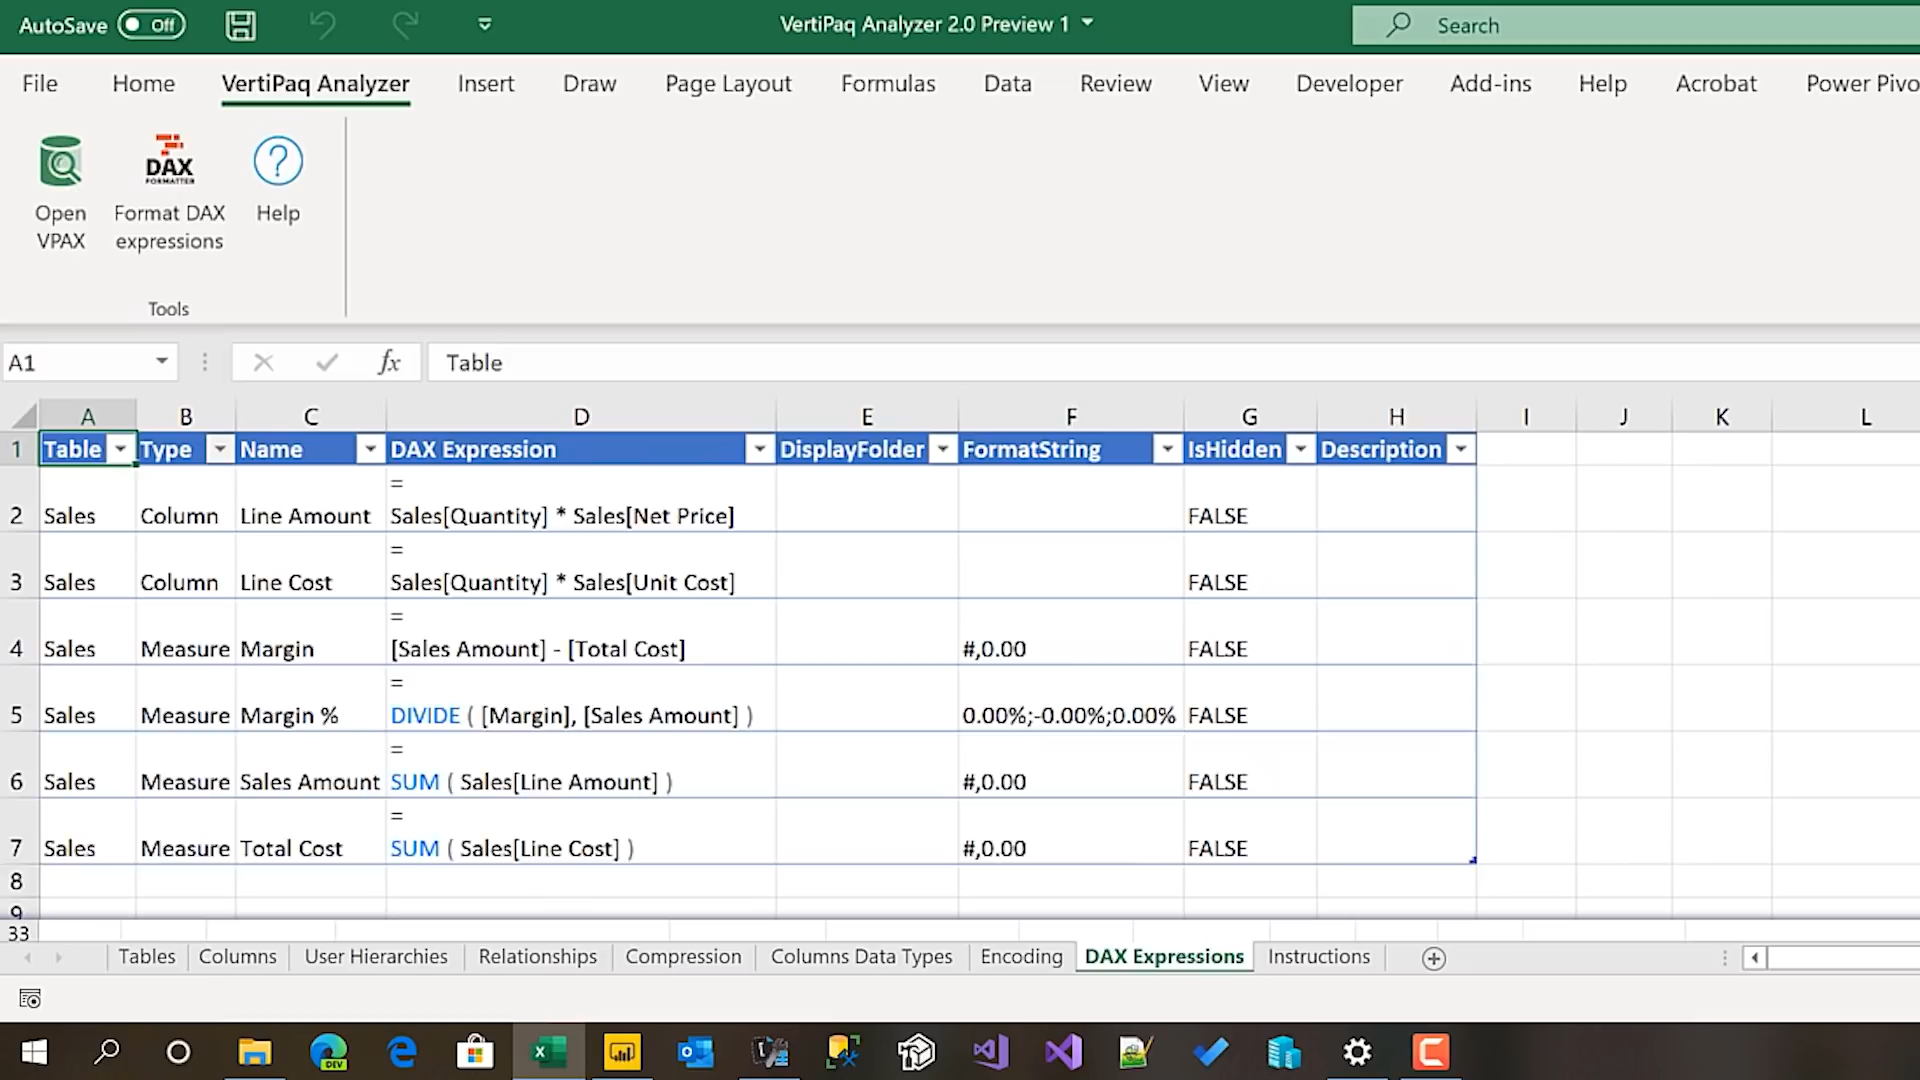 AutoSave Off VertiPaq Analyzer 2.0 Preview 1 Search
File Home VertiPaq Analyzer Insert Draw Page Layout Formulas Data Review View Developer Add-ins Help Acrobat Power Pivo
DAX
FORMATTER
Open VPAX
Format DAX expressions
Help
Tools
A1 fx Table
A B C D E F G H I J K L
1 Table Type Name DAX Expression DisplayFolder FormatString IsHidden Description
=
2 Sales Column Line Amount Sales[Quantity] * Sales[Net Price] FALSE
=
3 Sales Column Line Cost Sales[Quantity] * Sales[Unit Cost] FALSE
=
4 Sales Measure Margin [Sales Amount] - [Total Cost] #,0.00 FALSE
=
5 Sales Measure Margin % DIVIDE ( [Margin], [Sales Amount] ) 0.00%;-0.00%;0.00% FALSE
=
6 Sales Measure Sales Amount SUM ( Sales[Line Amount] ) #,0.00 FALSE
=
7 Sales Measure Total Cost SUM ( Sales[Line Cost] ) #,0.00 FALSE
8
9
33
Tables Columns User Hierarchies Relationships Compression Columns Data Types Encoding DAX Expressions Instructions
DEV